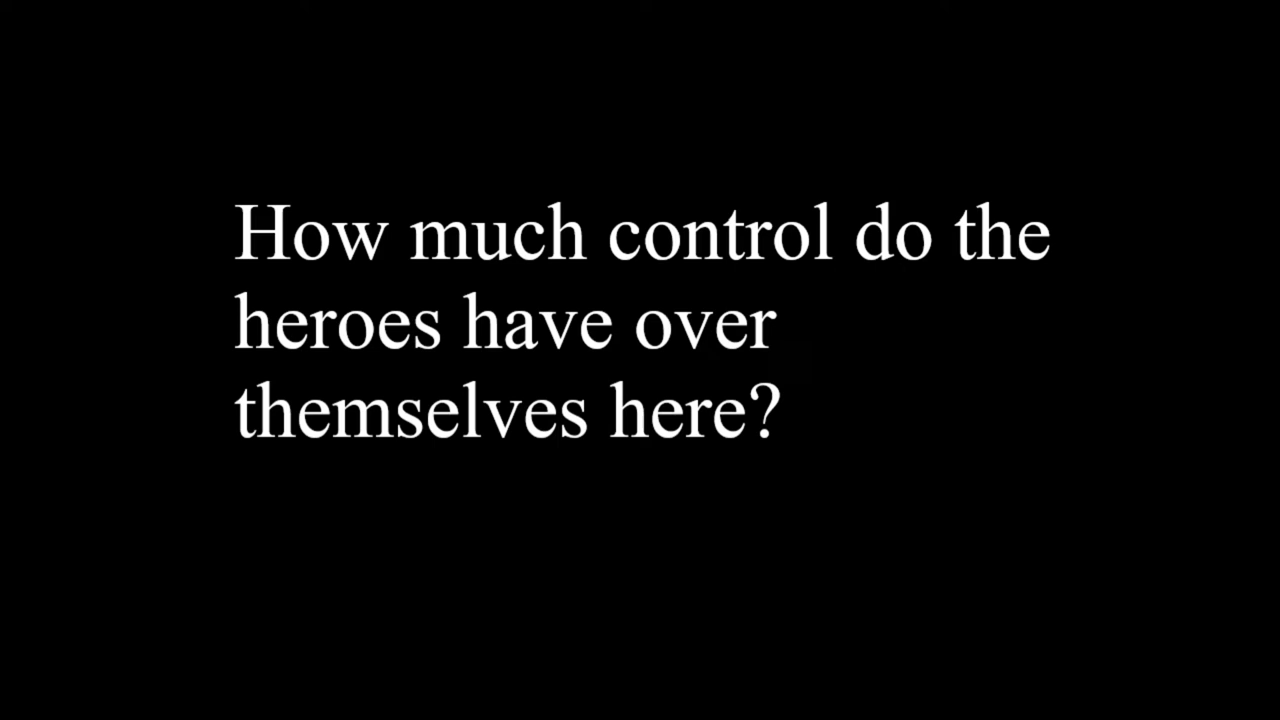 How much control do the
heroes have over
themselves here?